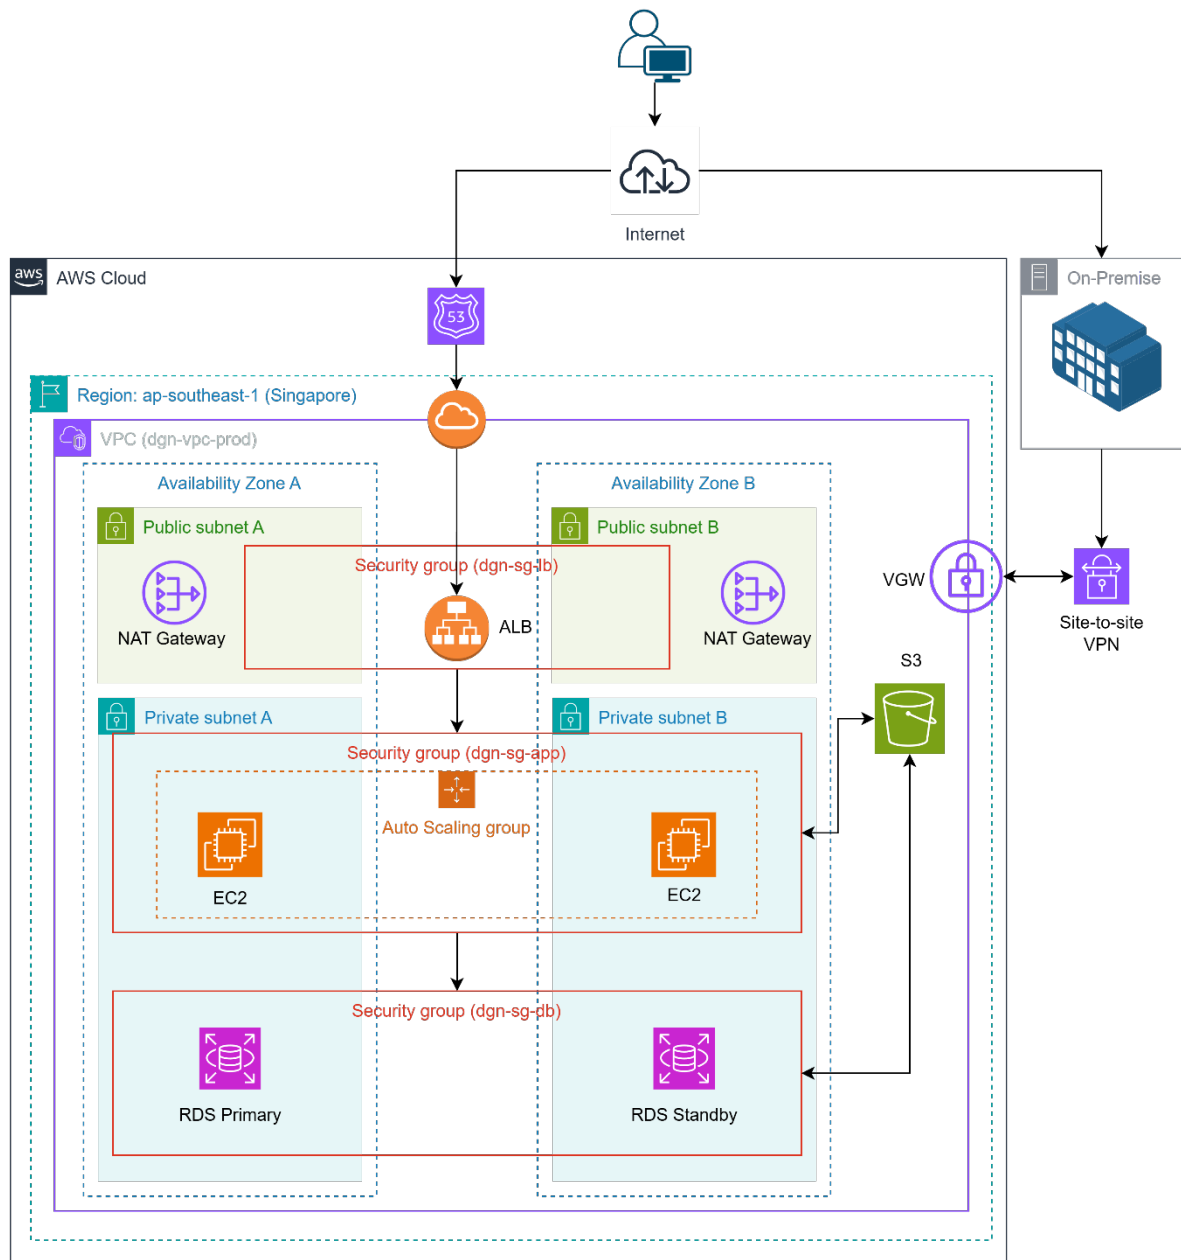 Internet
aws
AWS Cloud
On-Premise
53
Region: ap-southeast-1 (Singapore)
VPC (dgn-vpc-prod)
Availability Zone A
Availability Zone B
Public subnet A
Public subnet B
Security group (dgn-sg-lb)
NAT Gateway
ALB
NAT Gateway
VGW
Site-to-site
VPN
S3
Private subnet A
Private subnet B
Security group (dgn-sg-app)
Auto Scaling group
EC2
EC2
Security group (dgn-sg-db)
RDS Primary
RDS Standby